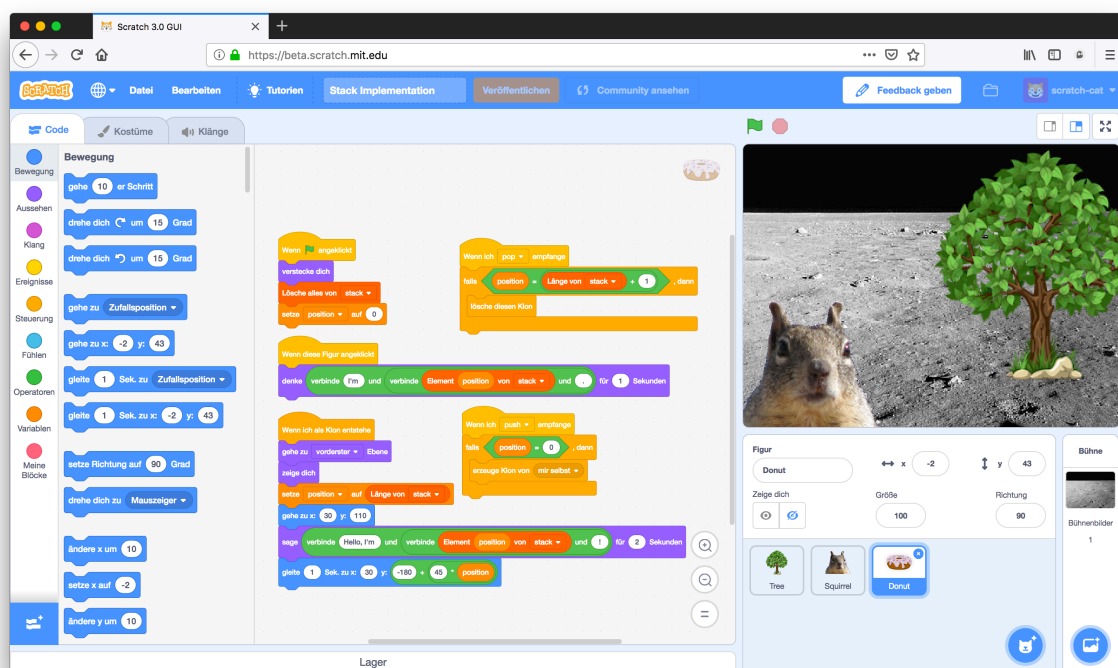 Scratch 3.0 GUI
https://beta.scratch.mit.edu
SCRATCH
Datei
Bearbeiten
Tutorien
Stack Implementation
Veröffentlichen
Community ansehen
Feedback geben
scratch-cat
Code
Kostüme
Klänge
Bewegung
Aussehen
Klang
Ereignisse
Steuerung
Fühlen
Operatoren
Variablen
Meine
Blöcke
Bewegung
gehe 10 er Schritt
drehe dich um 15 Grad
drehe dich um 15 Grad
gehe zu Zufallsposition
gehe zu x: -2 y: 43
gleite 1 Sek. zu Zufallsposition
gleite 1 Sek. zu x: -2 y: 43
setze Richtung auf 90 Grad
drehe dich zu Mauszeiger
ändere x um 10
setze x auf -2
ändere y um 10
Wenn angeklickt
verstecke dich
Lösche alles von stack
setze position auf 0
Wenn diese Figur angeklickt
denke verbinde I'm und verbinde Element position von stack und . für 1 Sekunden
Wenn ich als Klon entstehe
gehe zu vorderster Ebene
zeige dich
setze position auf Länge von stack
gehe zu x: 30 y: 110
sage verbinde Hello, I'm und verbinde Element position von stack und ! für 2 Sekunden
gleite 1 Sek. zu x: 30 y: -180 + 45 * position
Wenn ich pop empfange
falls position = Länge von stack + 1 , dann
lösche diesen Klon
Wenn ich push empfange
falls position = 0 , dann
erzeuge Klon von mir selbst
Figur
Donut
x -2
y 43
Zeige dich
Größe
100
Richtung
90
Tree
Squirrel
Donut
Bühne
Bühnenbilder
1
Lager